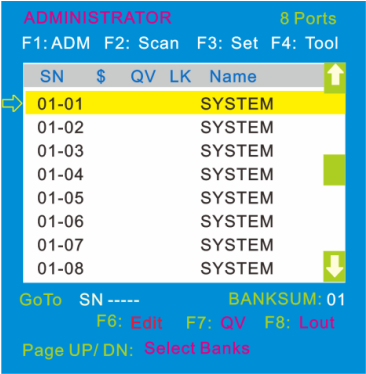 ADMINISTRATOR 8 Ports
F1: ADM F2: Scan F3: Set F4: Tool
SN $ QV LK Name
01-01 SYSTEM
01-02 SYSTEM
01-03 SYSTEM
01-04 SYSTEM
01-05 SYSTEM
01-06 SYSTEM
01-07 SYSTEM
01-08 SYSTEM
GoTo SN ----- BANKSUM: 01
F6: Edit F7: QV F8: Lout
Page UP/ DN: Select Banks